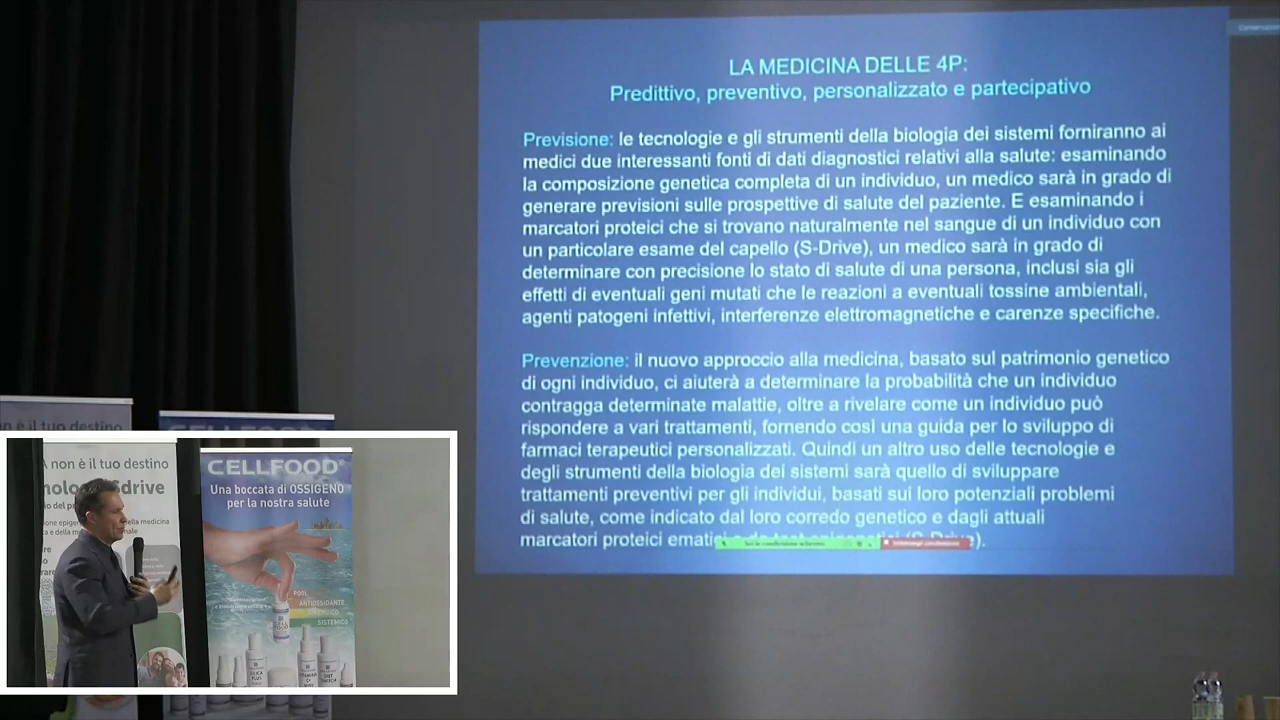 LA MEDICINA DELLE 4P:
Predittivo, preventivo, personalizzato e partecipativo
Previsione: le tecnologie e gli strumenti della biologia dei sistemi forniranno ai
medici due interessanti fonti di dati diagnostici relativi alla salute: esaminando
la composizione genetica completa di un individuo, un medico sarà in grado di
generare previsioni sulle prospettive di salute del paziente. E esaminando i
marcatori proteici che si trovano naturalmente nel sangue di un individuo con
un particolare esame del capello (S-Drive), un medico sarà in grado di
determinare con precisione lo stato di salute di una persona, inclusi sia gli
effetti di eventuali geni mutati che le reazioni a eventuali tossine ambientali,
agenti patogeni infettivi, interferenze elettromagnetiche e carenze specifiche.
Prevenzione: il nuovo approccio alla medicina, basato sul patrimonio genetico
di ogni individuo, ci aiuterà a determinare la probabilità che un individuo
contragga determinate malattie, oltre a rivelare come un individuo può
rispondere a vari trattamenti, fornendo così una guida per lo sviluppo di
farmaci terapeutici personalizzati. Quindi un altro uso delle tecnologie e
degli strumenti della biologia dei sistemi sarà quello di sviluppare
trattamenti preventivi per gli individui, basati sui loro potenziali problemi
di salute, come indicato dal loro corredo genetico e dagli attuali
marcatori proteici ematici
n è il tuo destino
CELLFOOD
A non è il tuo destino
drive
CELLFOOD®
Una boccata di OSSIGENO
per la nostra salute
ANTIOSSIDANTE
SISTEMICO